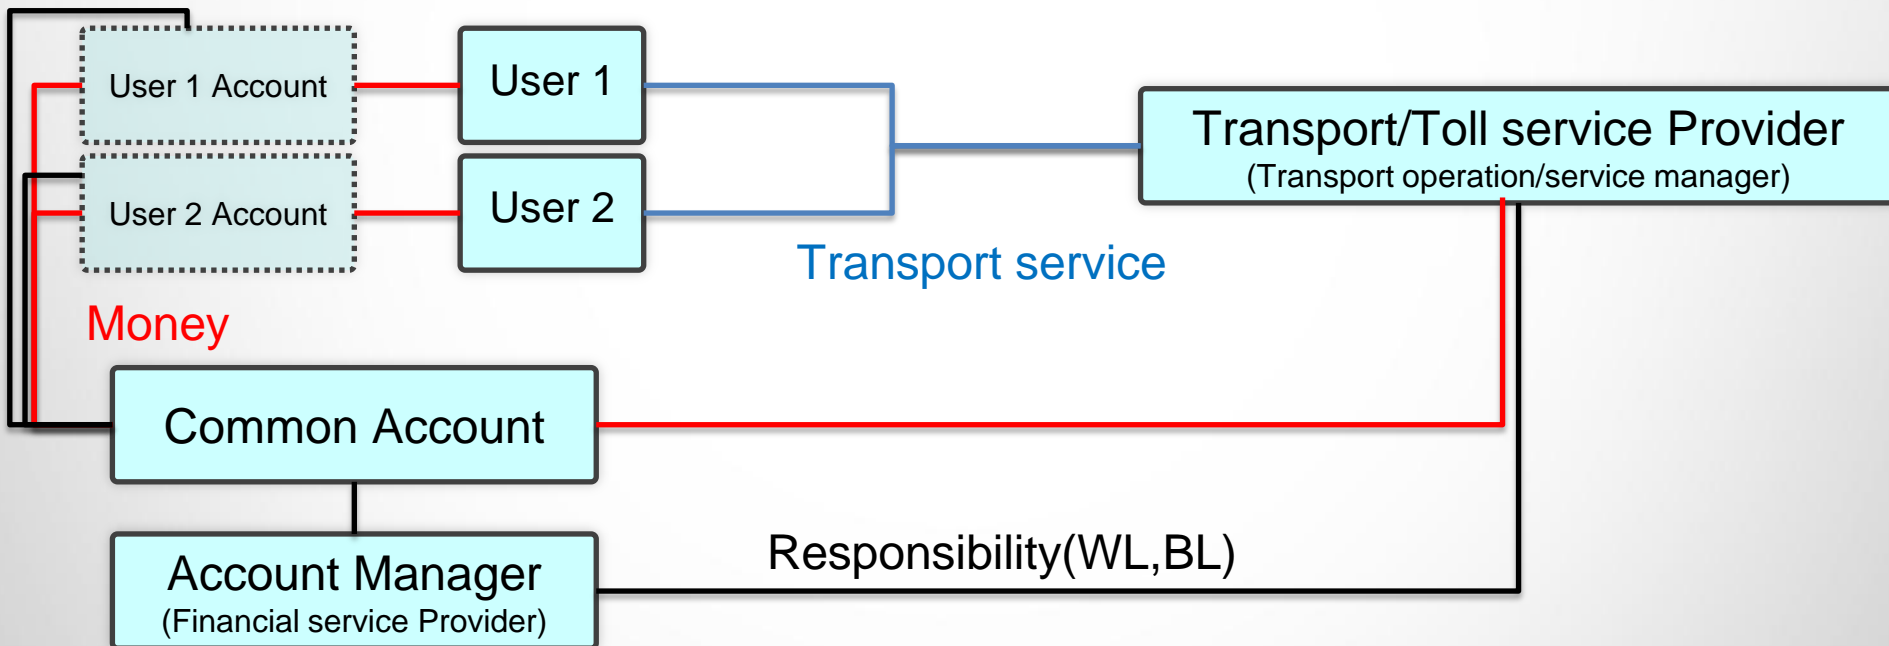 User 1 Account
User 1
Transport/Toll service Provider
(Transport operation/service manager)
User 2 Account
User 2
Transport service
Money
Common Account
Account Manager
(Financial service Provider)
Responsibility(WL,BL)